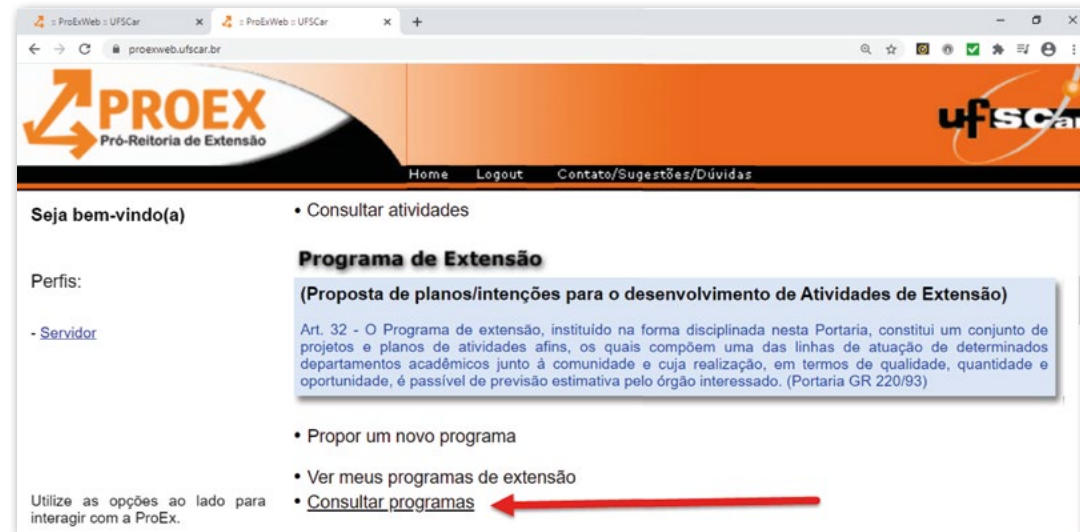 :: ProExWeb :: UFSCar
:: ProExWeb :: UFSCar
proexweb.ufscar.br
PROEX
Pró-Reitoria de Extensão
ufscar
Home Logout Contato/Sugestões/Dúvidas
Seja bem-vindo(a)
Perfis:
- Servidor
Utilize as opções ao lado para
interagir com a ProEx.
• Consultar atividades
Programa de Extensão
(Proposta de planos/intenções para o desenvolvimento de Atividades de Extensão)
Art. 32 - O Programa de extensão, instituído na forma disciplinada nesta Portaria, constitui um conjunto de
projetos e planos de atividades afins, os quais compõem uma das linhas de atuação de determinados
departamentos acadêmicos junto à comunidade e cuja realização, em termos de qualidade, quantidade e
oportunidade, é passível de previsão estimativa pelo órgão interessado. (Portaria GR 220/93)
• Propor um novo programa
• Ver meus programas de extensão
• Consultar programas